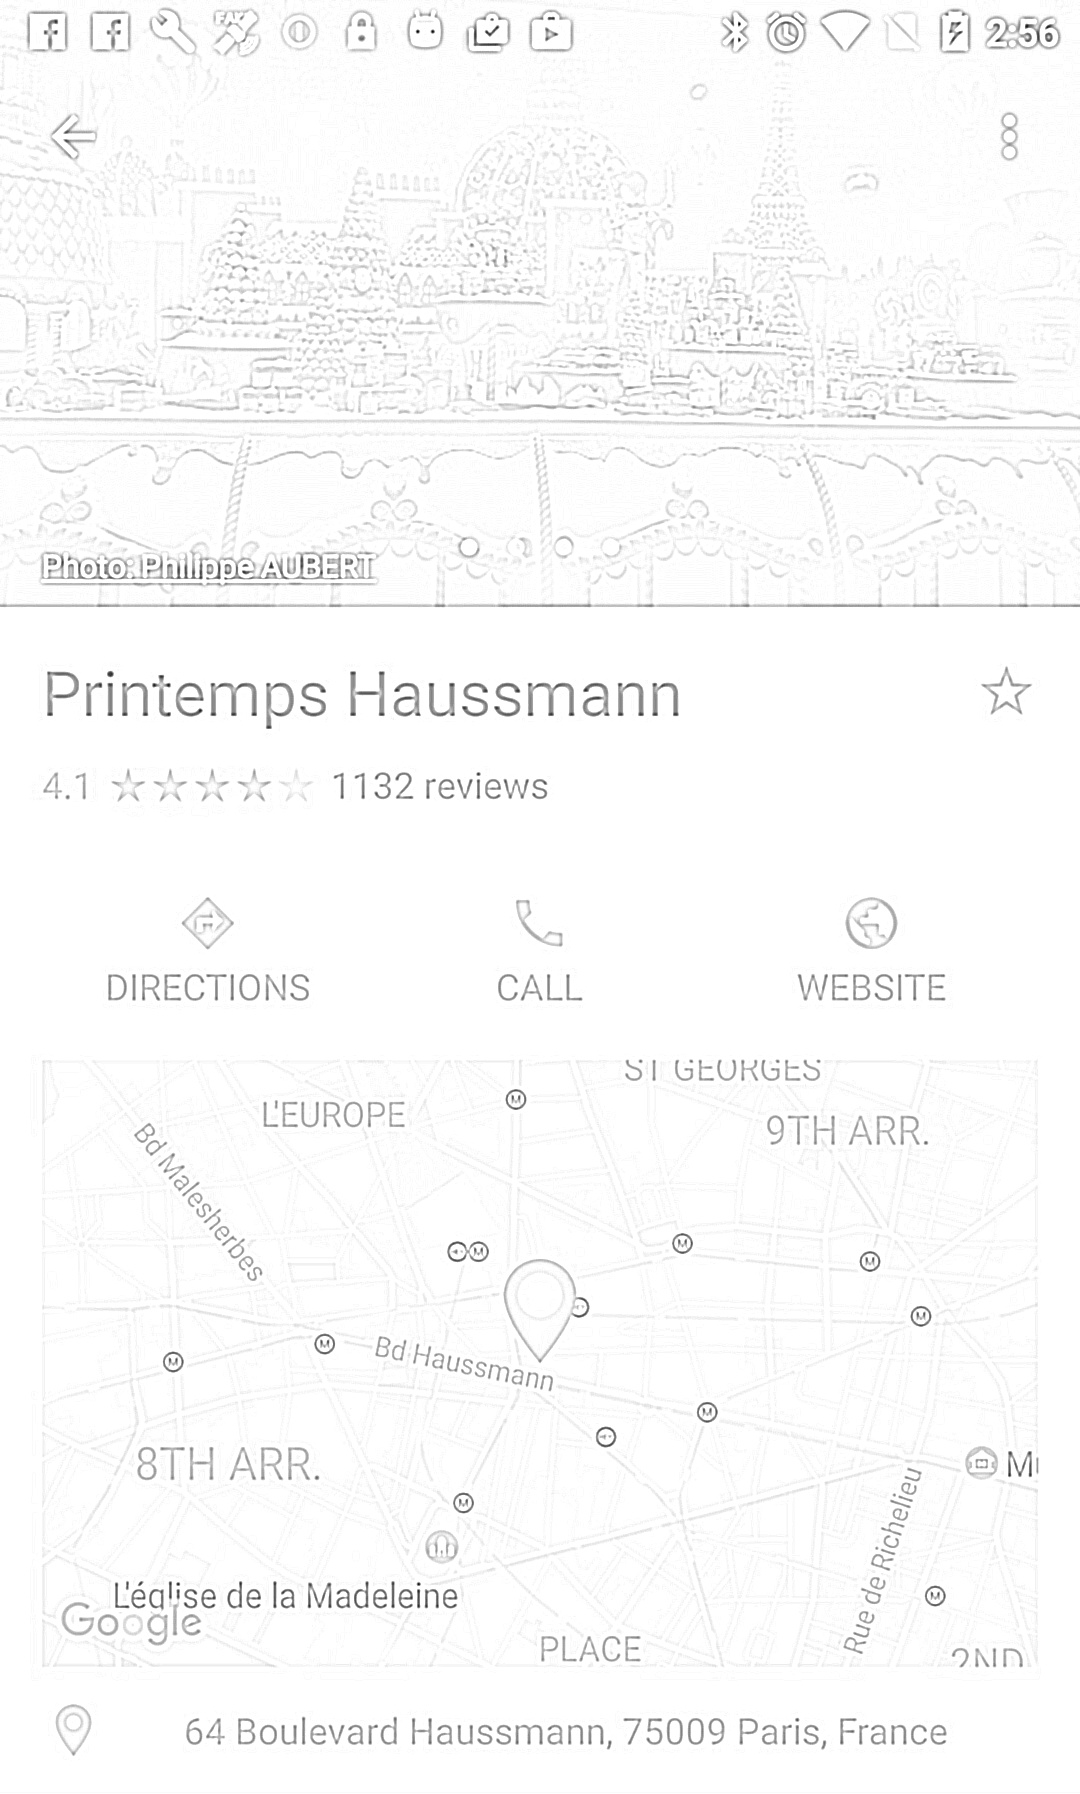 2:56
Photo: Philippe AUBERT
Printemps Haussmann
4.1 1132 reviews
DIRECTIONS CALL WEBSITE
ST GEORGES
L'EUROPE
9TH ARR.
Bd Malesherbes
Bd Haussmann
8TH ARR.
Rue de Richelieu
L'église de la Madeleine
Google
PLACE
2ND
64 Boulevard Haussmann, 75009 Paris, France